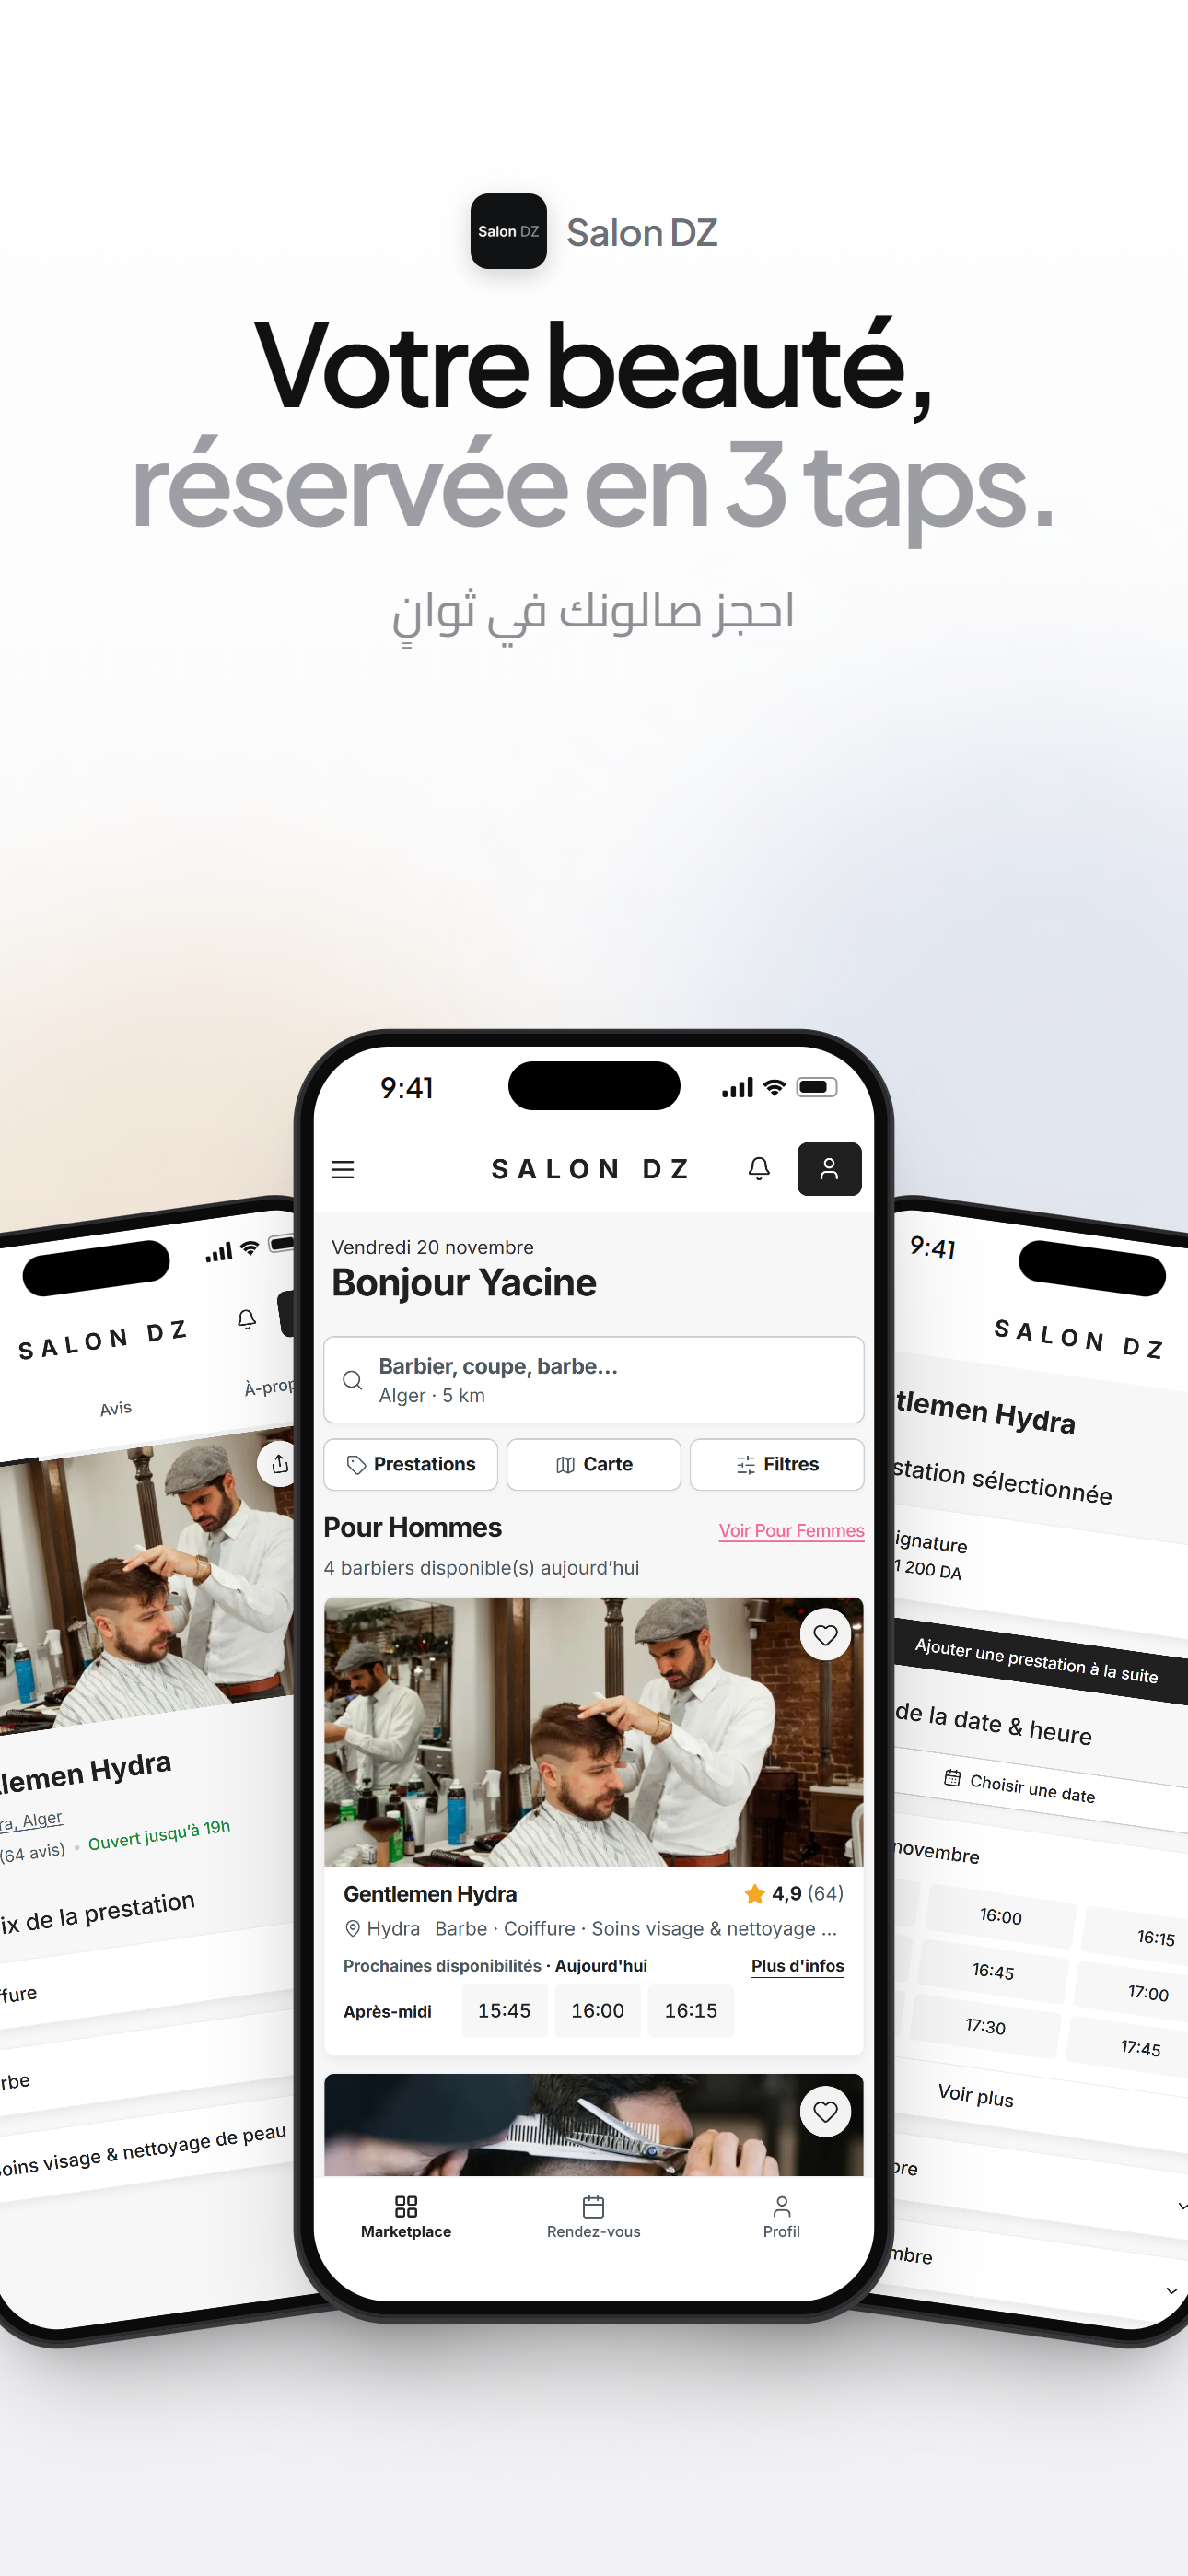 Salon DZ
Salon DZ
Votre beauté,
réservée en 3 taps.
احجز صالونك في ثوانٍ
9:41
SALON DZ
Vendredi 20 novembre
Bonjour Yacine
Barbier, coupe, barbe...
Alger · 5 km
Prestations
Carte
Filtres
Pour Hommes
Voir Pour Femmes
4 barbiers disponible(s) aujourd'hui
Gentlemen Hydra
4,9 (64)
Hydra Barbe · Coiffure · Soins visage & nettoyage ...
Prochaines disponibilités · Aujourd'hui
Plus d'infos
Après-midi
15:45
16:00
16:15
Marketplace
Rendez-vous
Profil
SALON DZ
Avis
À-prop
lemen Hydra
ra, Alger
(64 avis) • Ouvert jusqu'à 19h
ix de la prestation
ffure
rbe
oins visage & nettoyage de peau
9:41
SALON DZ
tlemen Hydra
station sélectionnée
ignature
1 200 DA
Ajouter une prestation à la suite
de la date & heure
Choisir une date
novembre
16:00
16:15
16:45
17:00
17:30
17:45
Voir plus
bre
mbre